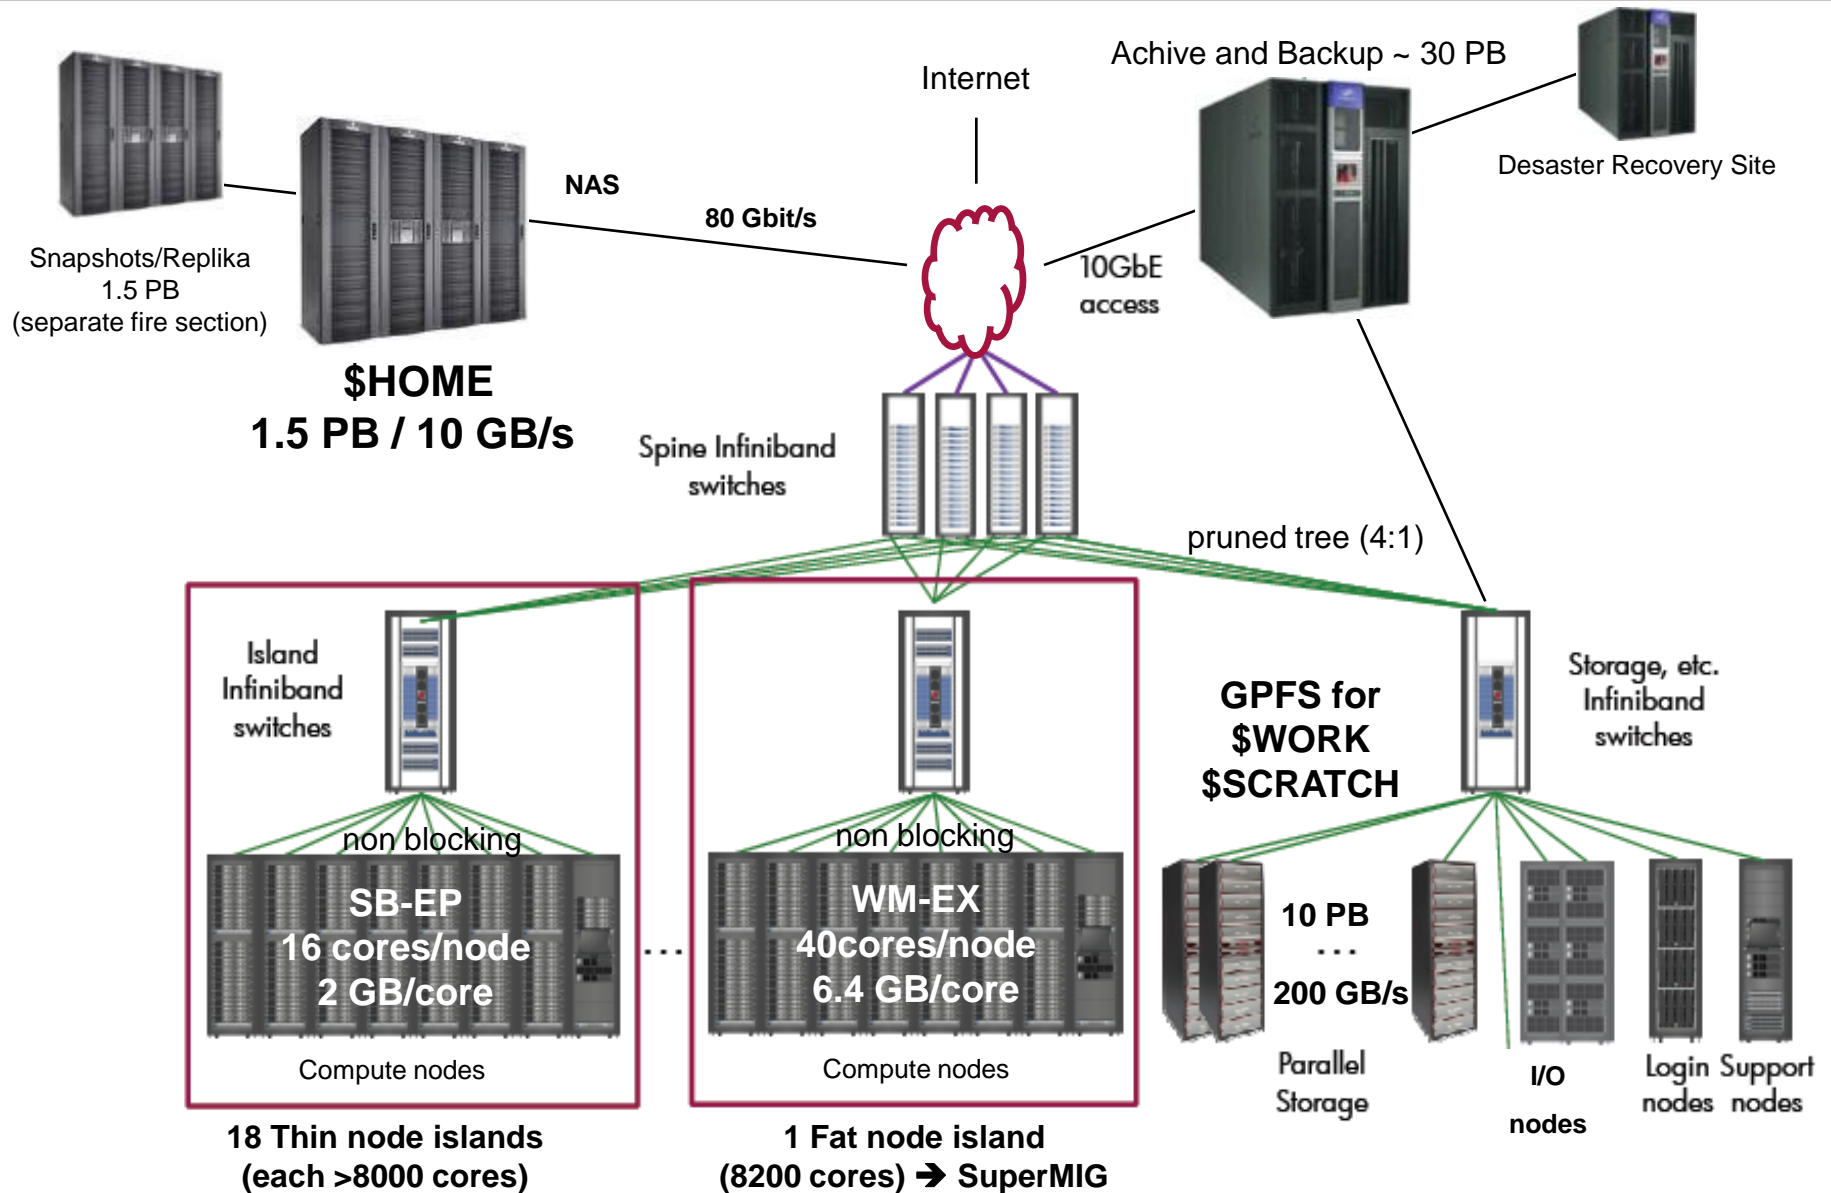 Internet
Achive and Backup ~ 30 PB
Desaster Recovery Site
NAS
80 Gbit/s
Snapshots/Replika
1.5 PB
(separate fire section)
10GbE
access
$HOME
1.5 PB / 10 GB/s
Spine Infiniband
switches
pruned tree (4:1)
Island
Infiniband
switches
GPFS for
$WORK
$SCRATCH
Storage, etc.
Infiniband
switches
non blocking
SB-EP
16 cores/node
2 GB/core
Compute nodes
...
non blocking
WM-EX
40cores/node
6.4 GB/core
Compute nodes
10 PB
...
200 GB/s
Parallel
Storage
I/O
nodes
Login
nodes
Support
nodes
18 Thin node islands
(each >8000 cores)
1 Fat node island
(8200 cores) ➔ SuperMIG